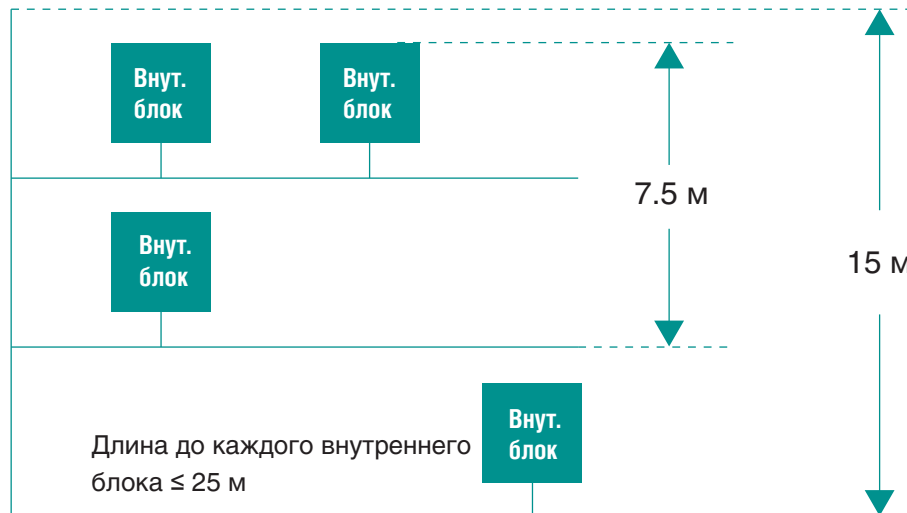 Внут.
блок
Внут.
блок
7.5 м
Внут.
блок
15 м
Внут.
блок
Длина до каждого внутреннего
блока ≤ 25 м